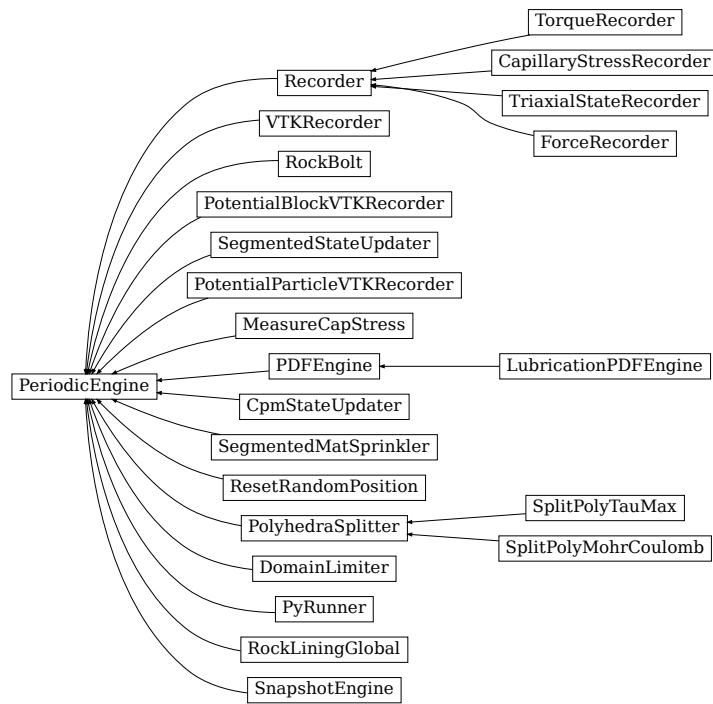 TorqueRecorder
CapillaryStressRecorder
Recorder
TriaxialStateRecorder
VTKRecorder
ForceRecorder
RockBolt
PotentialBlockVTKRecorder
SegmentedStateUpdater
PotentialParticleVTKRecorder
MeasureCapStress
PDFEngine
LubricationPDFEngine
PeriodicEngine
CpmStateUpdater
SegmentedMatSprinkler
ResetRandomPosition
SplitPolyTauMax
PolyhedraSplitter
SplitPolyMohrCoulomb
DomainLimiter
PyRunner
RockLiningGlobal
SnapshotEngine